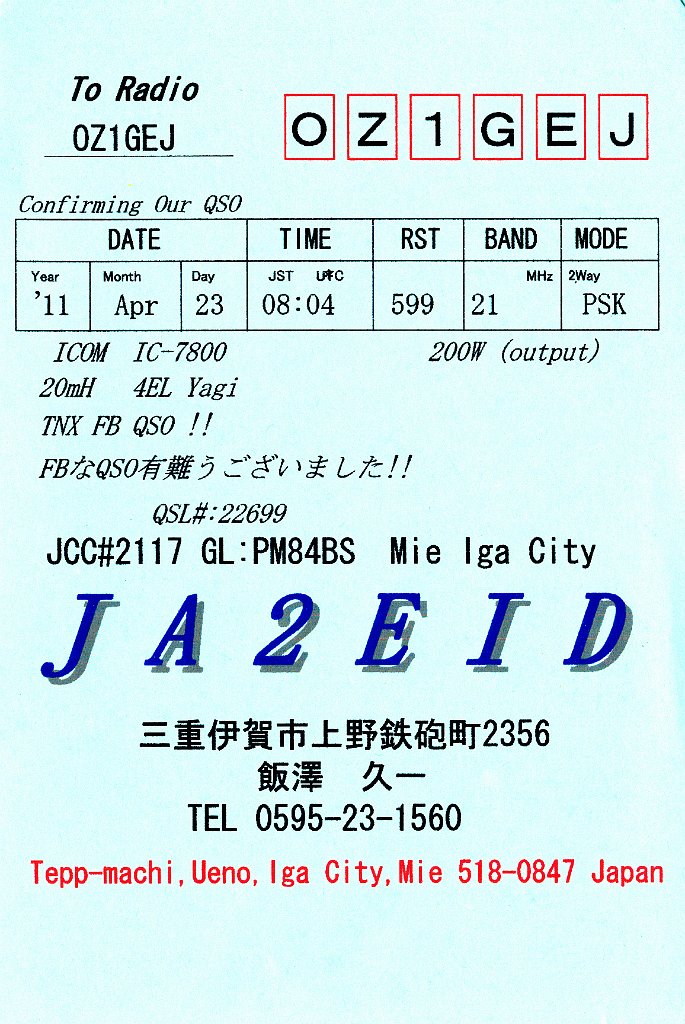 To Radio
OZ1GEJ
OZ1GEJ
Confirming Our QSO
DATE TIME RST BAND MODE
Year Month Day JST UTC MHz 2,Way
'11 Apr 23 08:04 599 21 PSK
ICOM IC-7800 200W (output)
20mH 4EL Yagi
TNX FB QSO !!
FBなQSO有難うございました!!
QSL#:22699
JCC#2117 GL:PM84BS Mie Iga City
JA2EID
三重伊賀市上野鉄砲町2356
飯澤 久一
TEL 0595-23-1560
Tepp-machi,Ueno,Iga City,Mie 518-0847 Japan